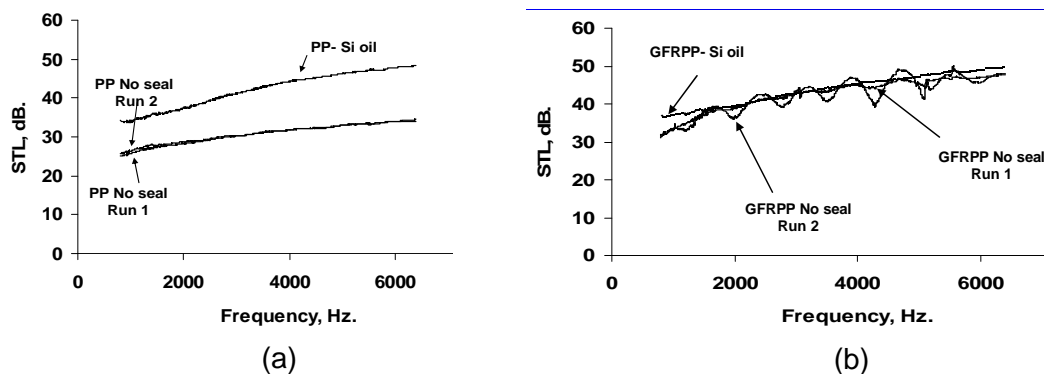 60
50
40
30
20
10
0
STL, dB.
PP- Si oil
PP No seal
Run 2
PP No seal
Run 1
0
2000
4000
6000
Frequency, Hz.
(a)
60
50
40
30
20
10
0
STL, dB.
GFRPP- Si oil
GFRPP No seal
Run 1
GFRPP No seal
Run 2
0
2000
4000
6000
Frequency, Hz.
(b)